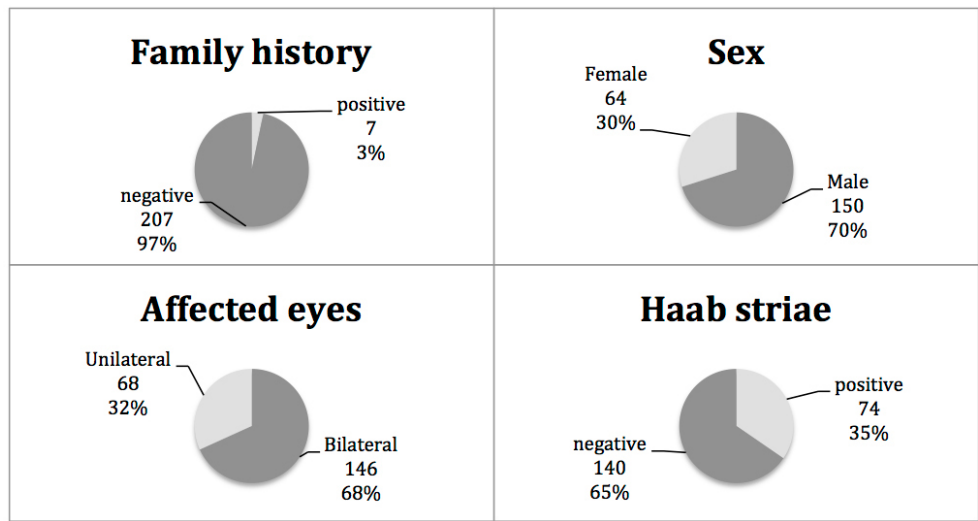 Family history
positive
7
3%
negative
207
97%
Sex
Female
64
30%
Male
150
70%
Affected eyes
Unilateral
68
32%
Bilateral
146
68%
Haab striae
positive
74
35%
negative
140
65%